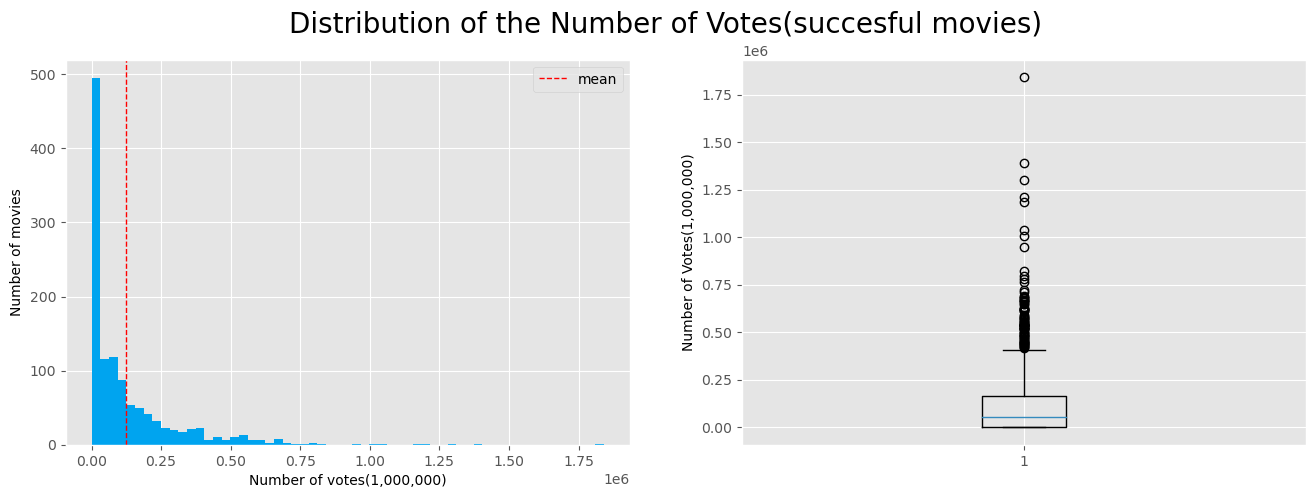 Distribution of the Number of Votes(succesful movies)
Number of movies
500
400
300
200
100
0
mean
0.00 0.25 0.50 0.75 1.00 1.25 1.50 1.75
1e6
Number of votes(1,000,000)
1e6
Number of Votes(1,000,000)
1.75
1.50
1.25
1.00
0.75
0.50
0.25
0.00
1